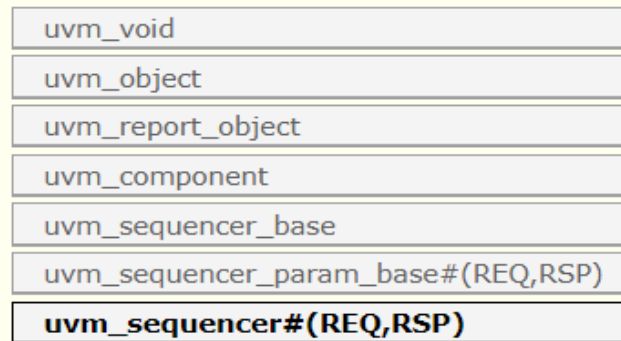 uvm_void
uvm_object
uvm_report_object
uvm_component
uvm_sequencer_base
uvm_sequencer_param_base#(REQ,RSP)
uvm_sequencer#(REQ,RSP)